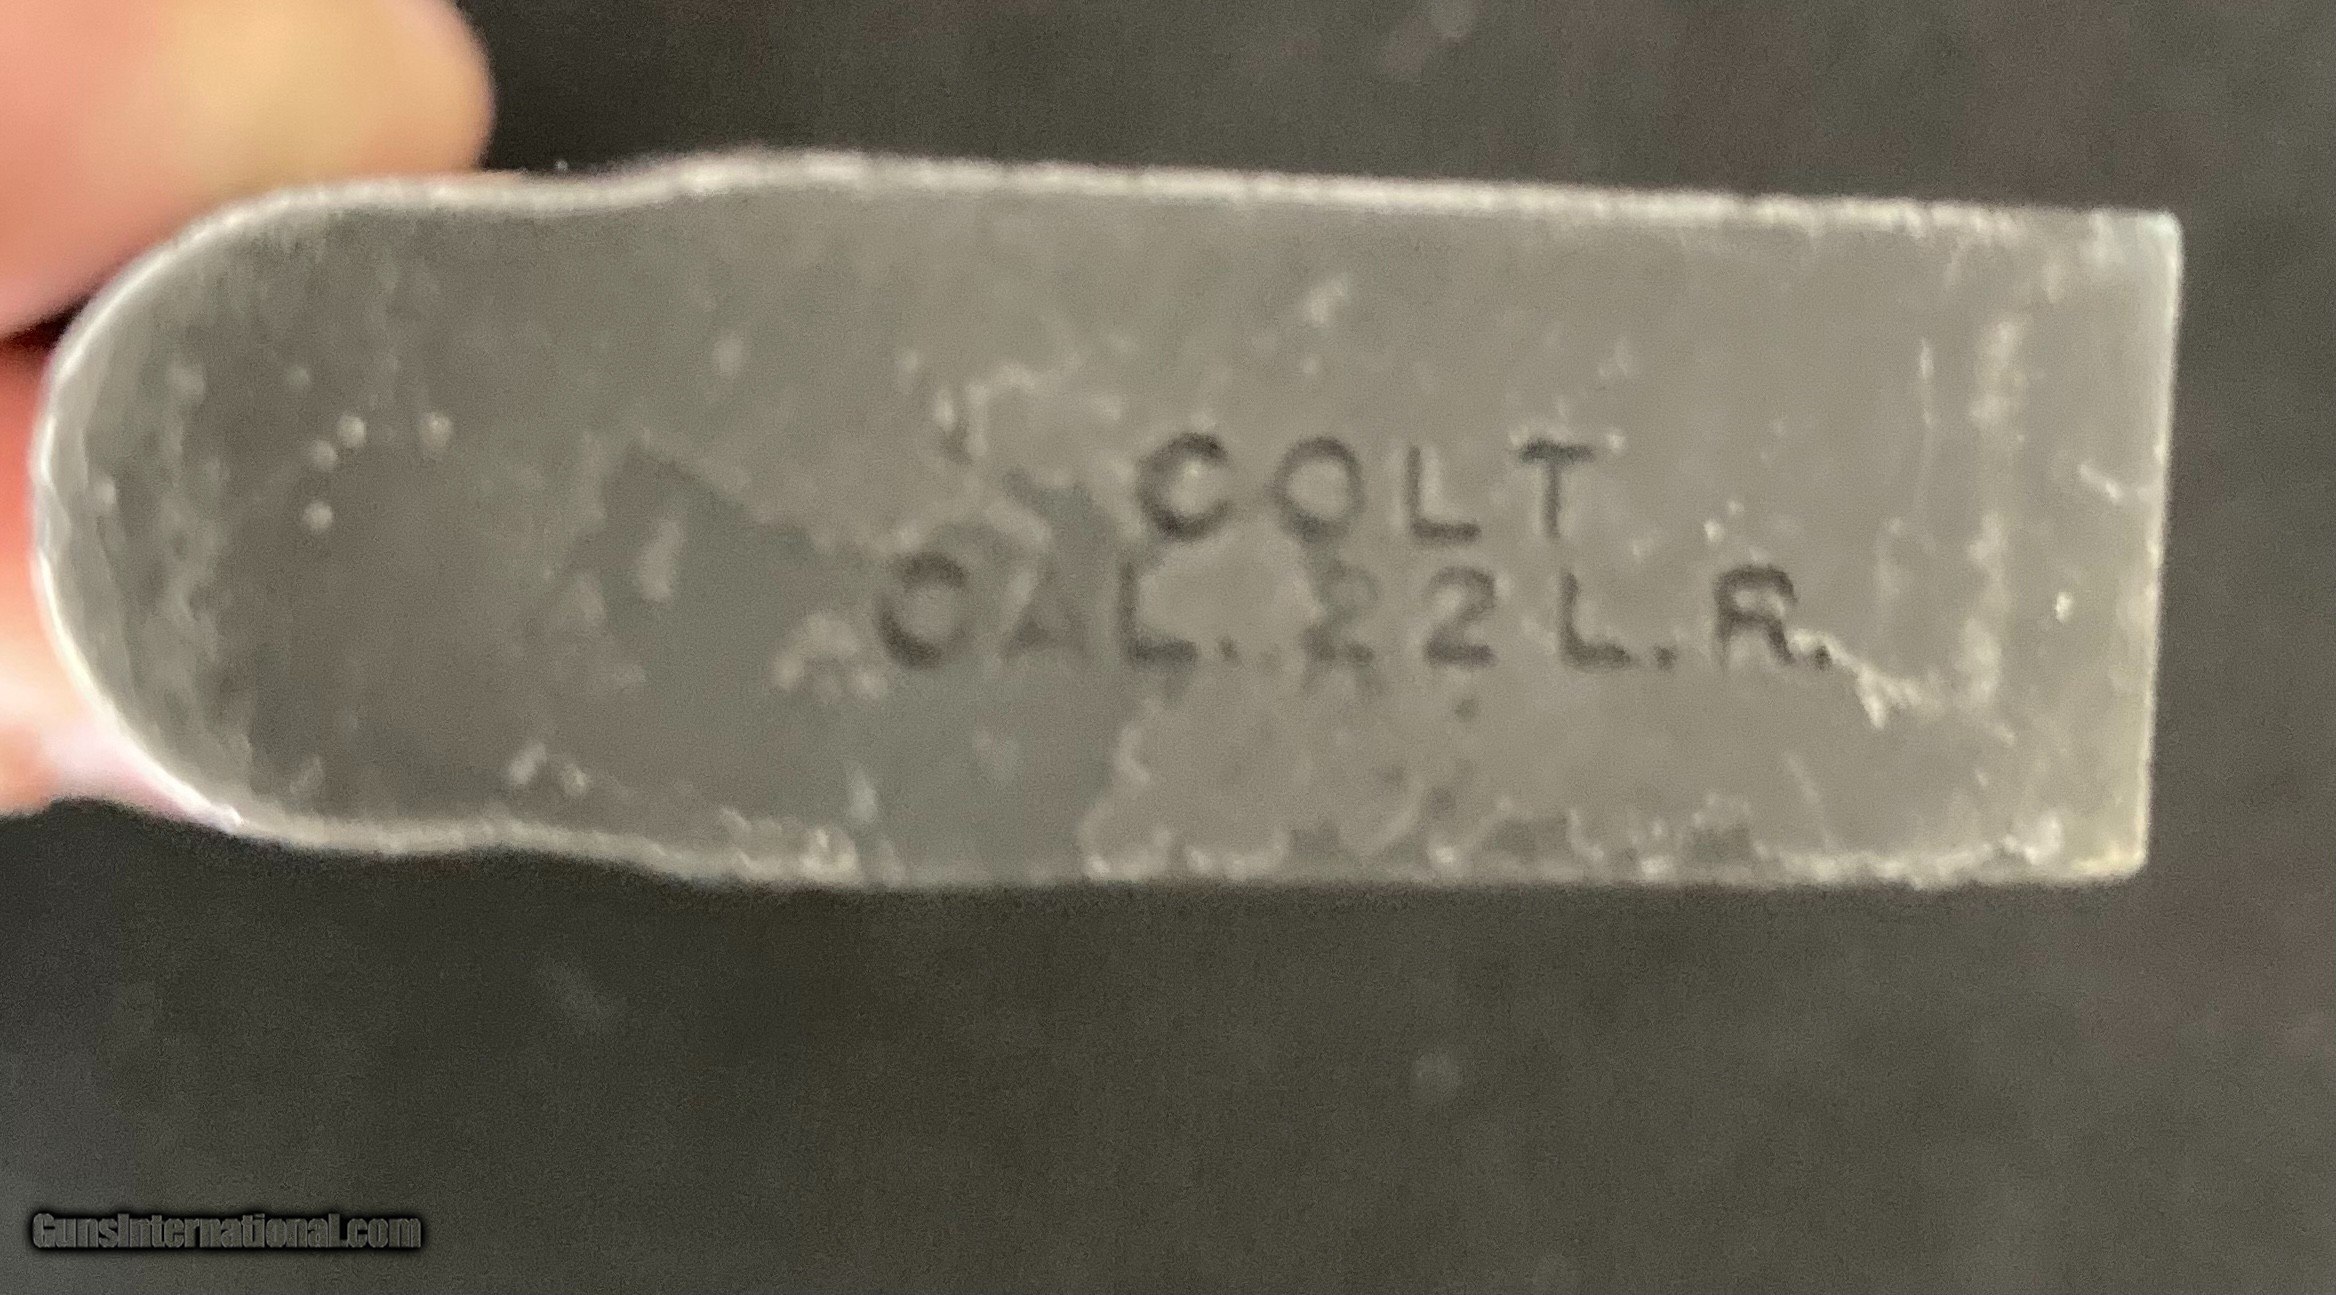 COLT
CAL. 22 L.R.
GunsInternational.com